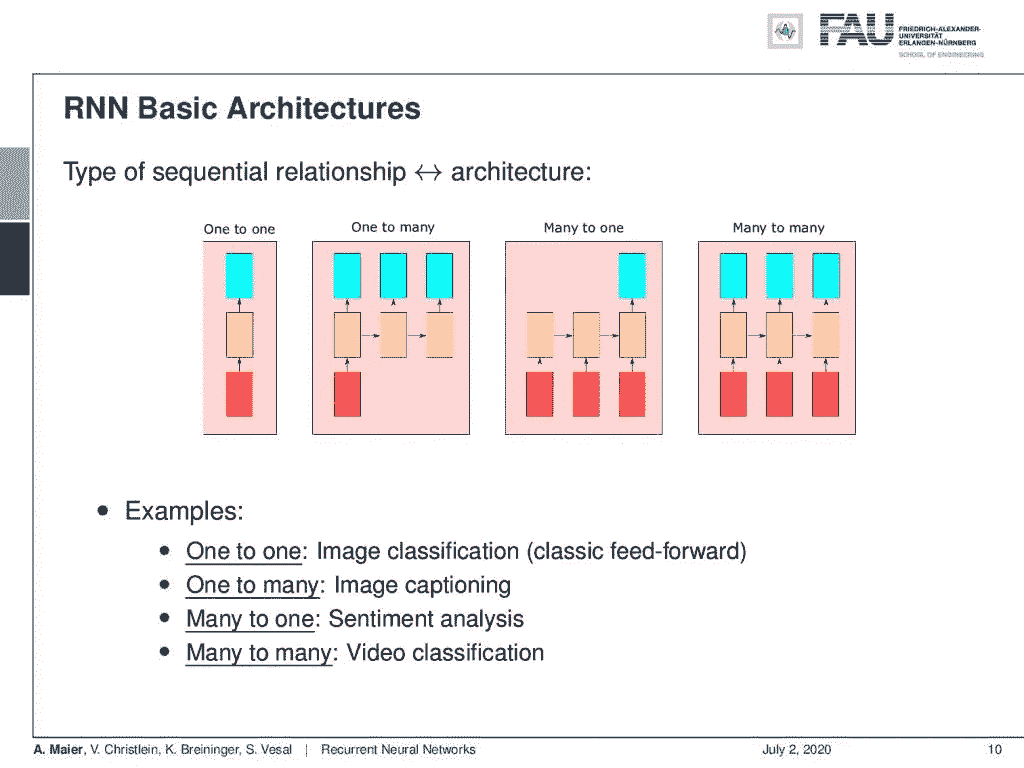 FAU
FRIEDRICH-ALEXANDER-
UNIVERSITÄT
ERLANGEN-NÜRNBERG
SCHOOL OF ENGINEERING
RNN Basic Architectures
Type of sequential relationship ↔ architecture:
One to one One to many Many to one Many to many
• Examples:
• One to one: Image classification (classic feed-forward)
• One to many: Image captioning
• Many to one: Sentiment analysis
• Many to many: Video classification
A. Maier, V. Christlein, K. Breininger, S. Vesal | Recurrent Neural Networks July 2, 2020 10